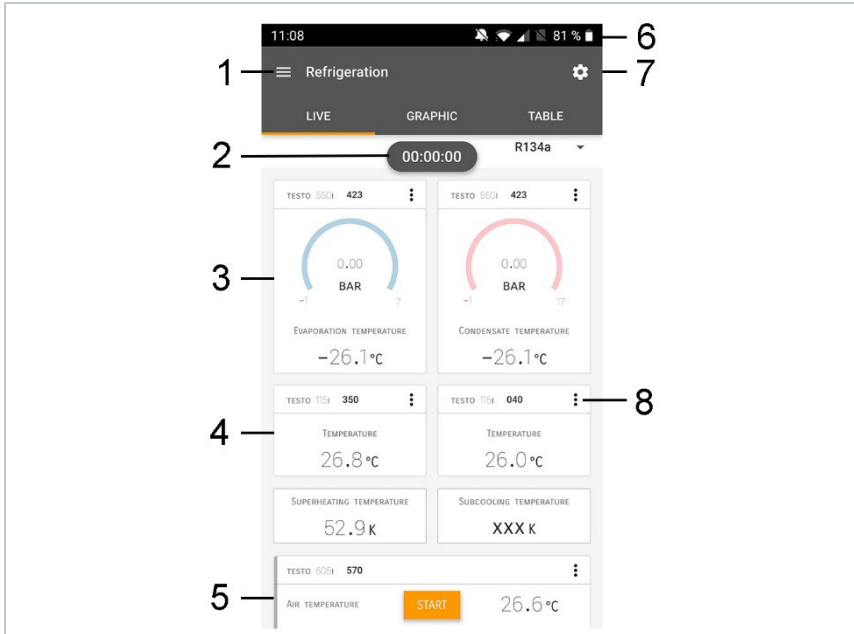 11:08 81 % 6
1 Refrigeration 7
LIVE GRAPHIC TABLE
2 00:00:00 R134a
TESTO 550I 423 TESTO 550I 423
3 0.00 0.00
BAR BAR
-1 7 -1 17
EVAPORATION TEMPERATURE CONDENSATE TEMPERATURE
-26.1°C -26.1°C
TESTO 115I 350 TESTO 115I 040 8
4 TEMPERATURE TEMPERATURE
26.8°C 26.0°C
SUPERHEATING TEMPERATURE SUBCOOLING TEMPERATURE
52.9 K XXX K
TESTO 605I 570
5 AIR TEMPERATURE START 26.6°C